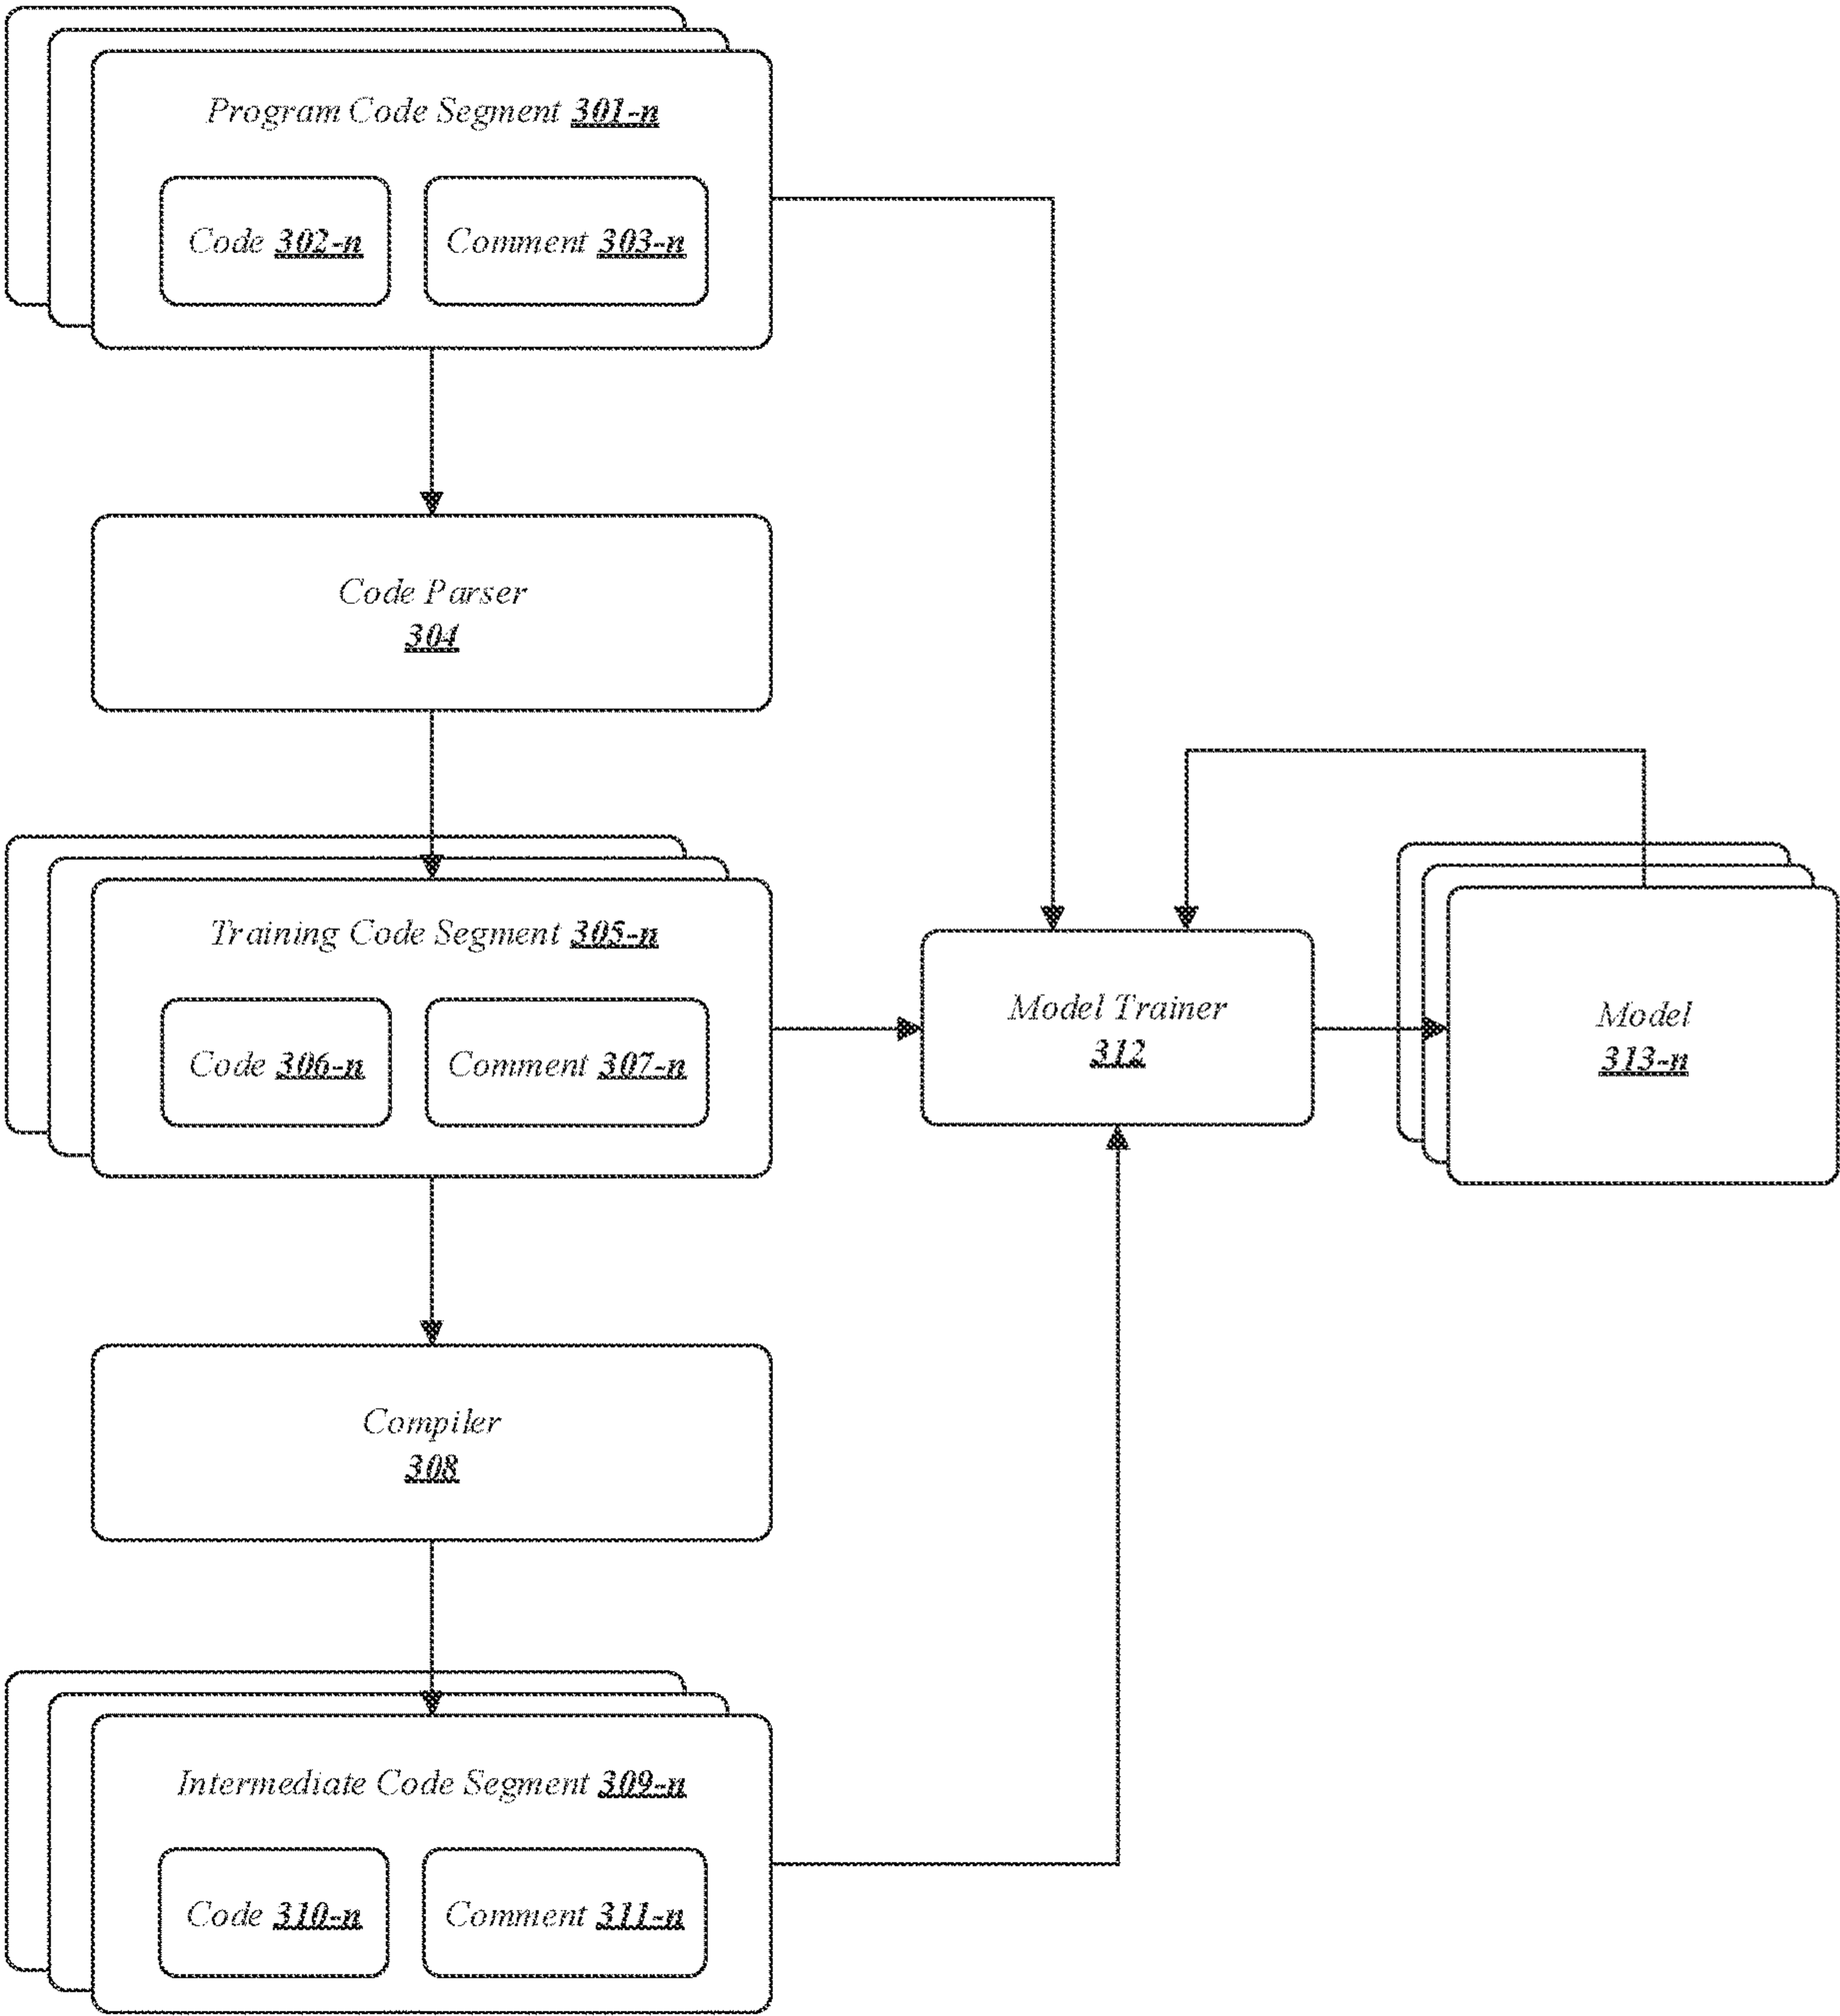 Program Code Segment 301-n
Code 302-n
Comment 303-n
Code Parser
304
Training Code Segment 305-n
Code 306-n
Comment 307-n
Model Trainer
312
Model
313-n
Compiler
308
Intermediate Code Segment 309-n
Code 310-n
Comment 311-n